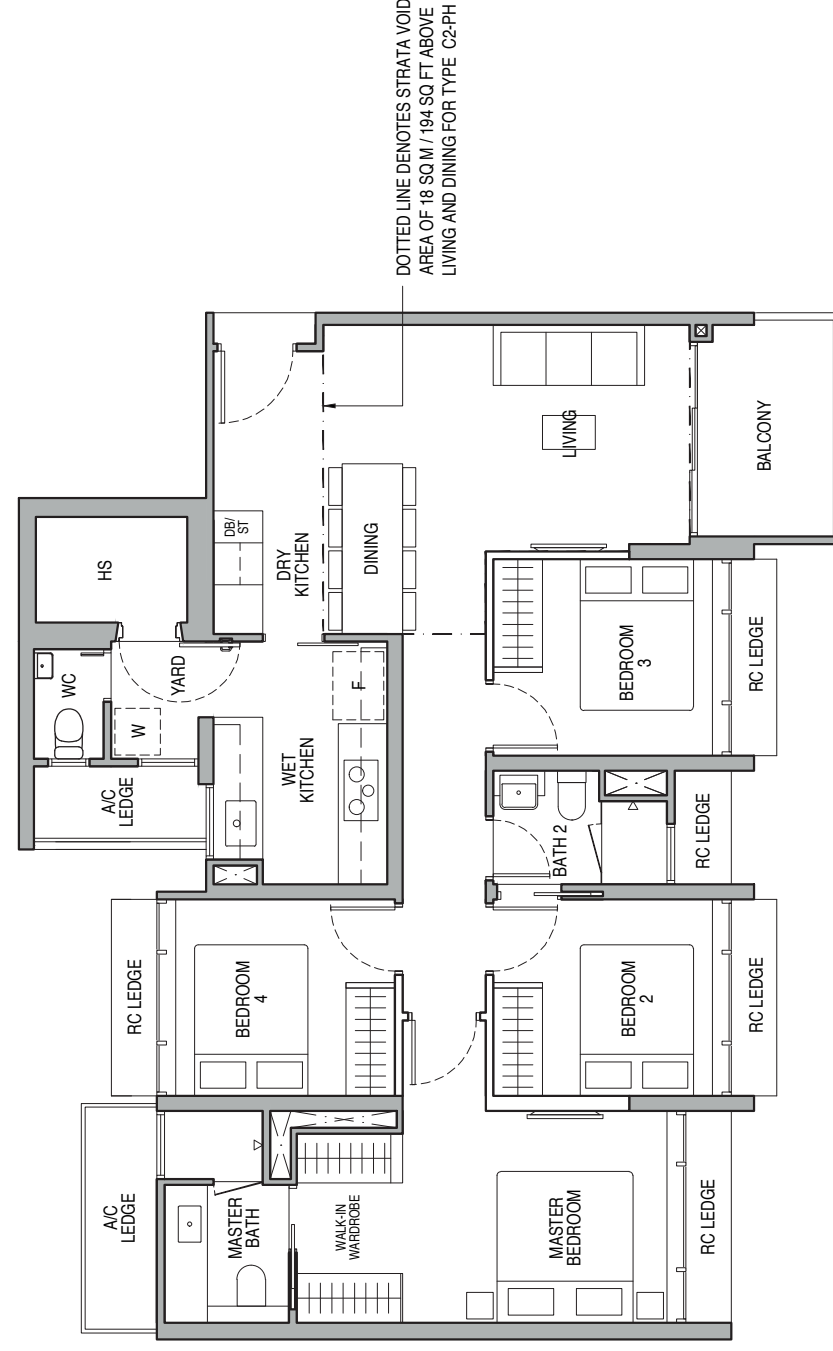 DOTTED LINE DENOTES STRATA VOID
AREA OF 18 SQ M / 194 SQ FT ABOVE
LIVING AND DINING FOR TYPE C2-PH
A/C
LEDGE
RC LEDGE
A/C
LEDGE
WC
HS
W
YARD
MASTER
BATH
BEDROOM
4
WET
KITCHEN
F
DRY
KITCHEN
DB/
ST
WALK-IN
WARDROBE
DINING
MASTER
BEDROOM
BEDROOM
2
BATH 2
BEDROOM
3
LIVING
RC LEDGE
RC LEDGE
RC LEDGE
RC LEDGE
BALCONY